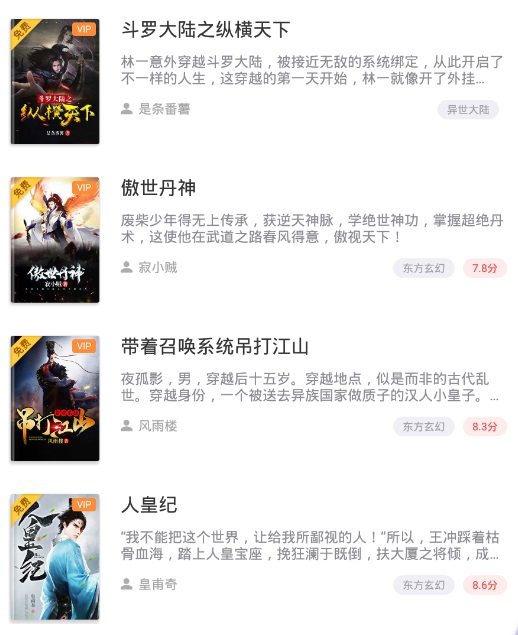 免费
VIP
斗罗大陆之
纵横天下
是条番薯 著
斗罗大陆之纵横天下
林一意外穿越斗罗大陆，被接近无敌的系统绑定，从此开启了
不一样的人生，这穿越的第一天开始，林一就像开了外挂...
是条番薯
异世大陆
免费
VIP
傲世丹神
寂小贼 著
傲世丹神
废柴少年得无上传承，获逆天神脉，学绝世神功，掌握超绝丹
术，这使他在武道之路春风得意，傲视天下！
寂小贼
东方玄幻
7.8分
免费
VIP
吊打江山
风雨楼
带着召唤系统吊打江山
夜孤影，男，穿越后十五岁。穿越地点，似是而非的古代乱
世。穿越身份，一个被送去异族国家做质子的汉人小皇子。...
风雨楼
东方玄幻
8.3分
免费
VIP
人皇纪
皇甫奇
人皇纪
“我不能把这个世界，让给我所鄙视的人！”所以，王冲踩着枯
骨血海，踏上人皇宝座，挽狂澜于既倒，扶大厦之将倾，成...
皇甫奇
东方玄幻
8.6分